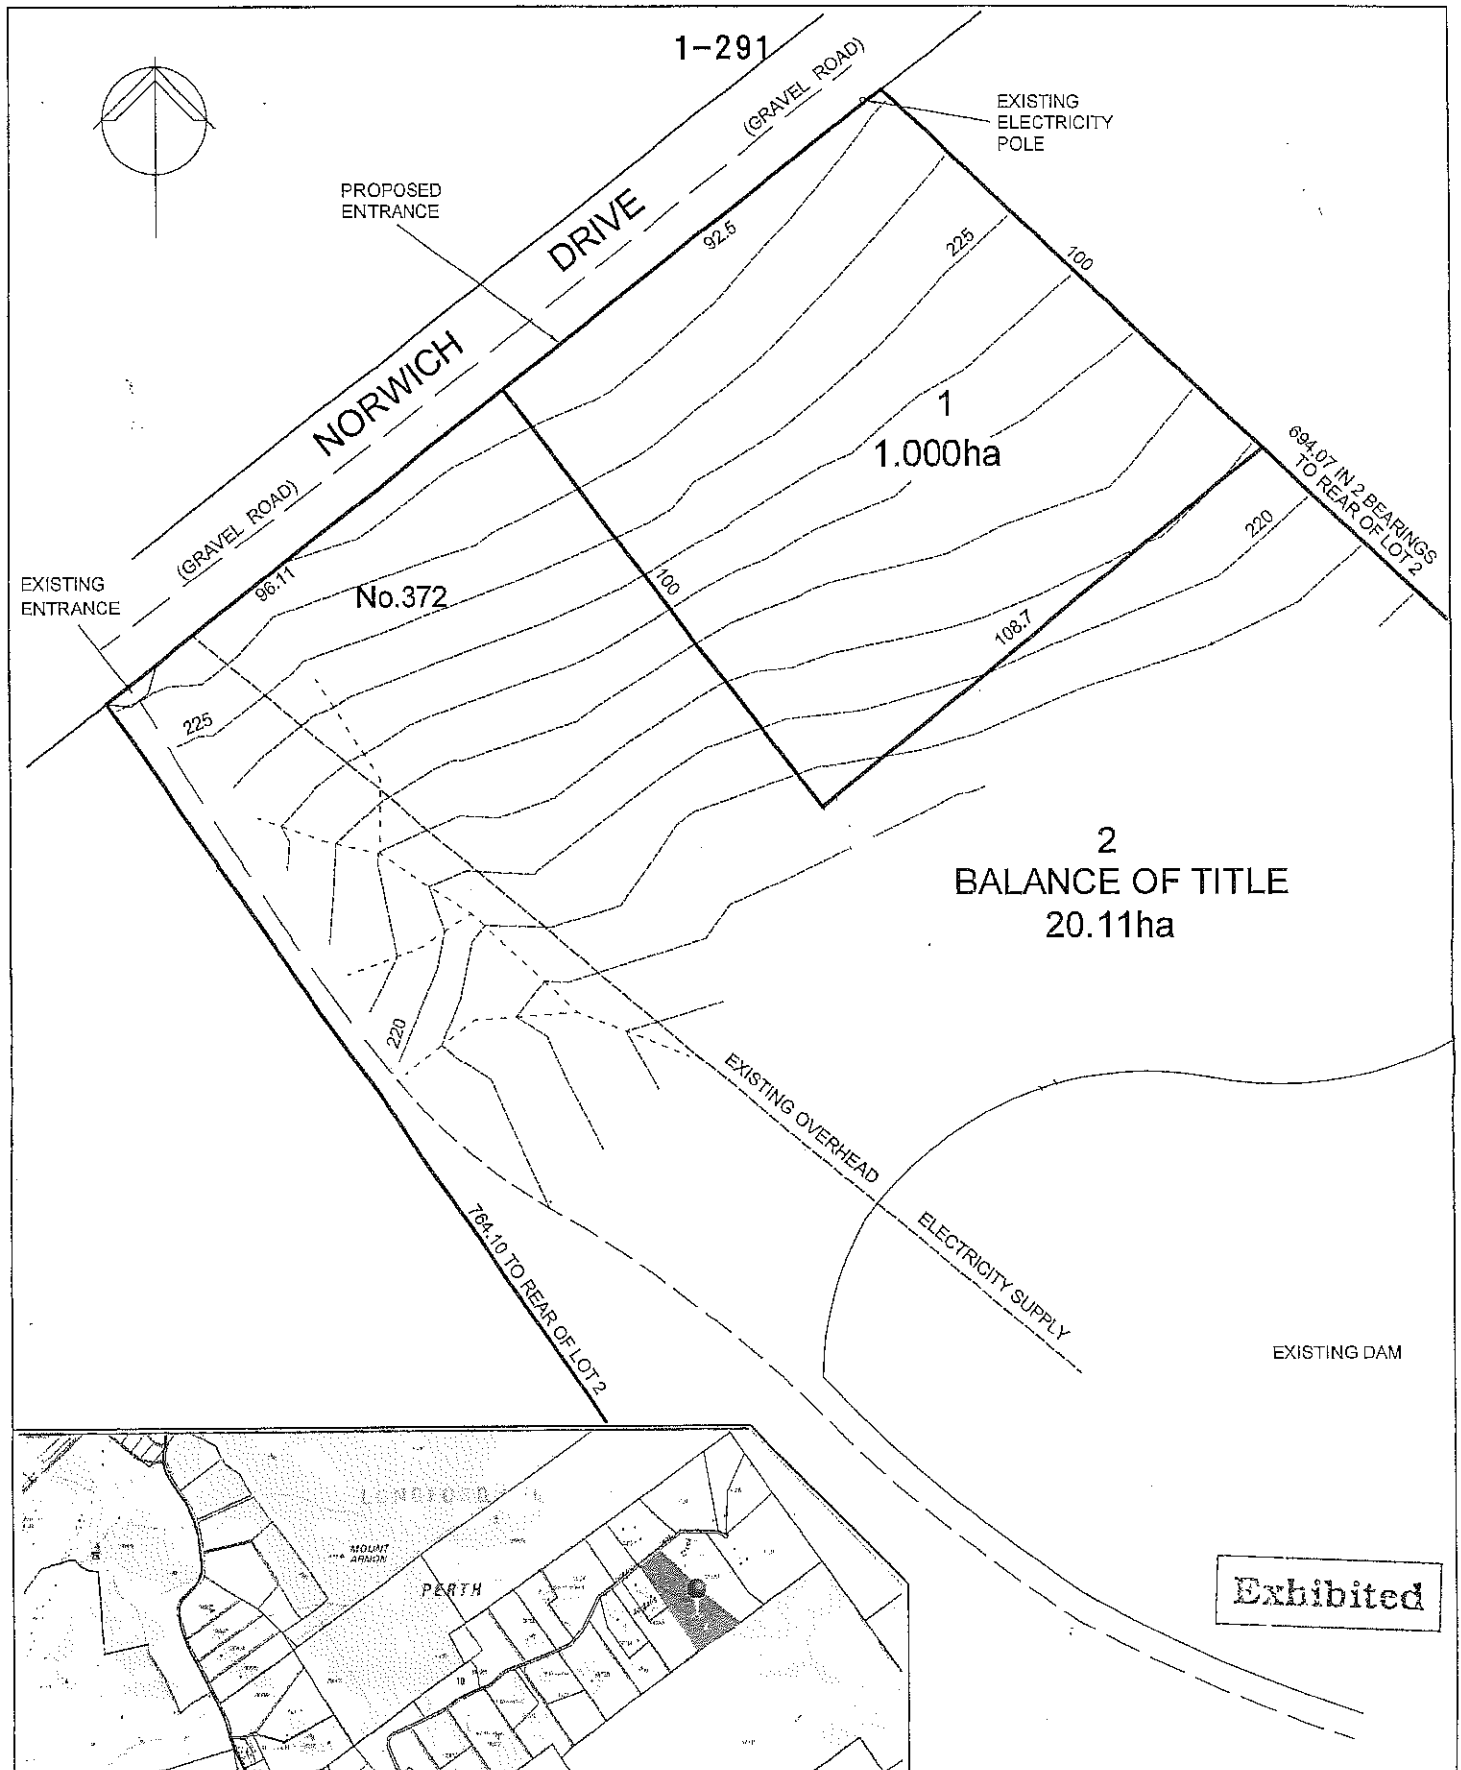 1-291
(GRAVEL ROAD)
EXISTING
ELECTRICITY
POLE
PROPOSED
ENTRANCE
NORWICH DRIVE
92.5
225
100
1
1.000ha
694.07 IN 2 BEARINGS
TO REAR OF LOT 2
(GRAVEL ROAD)
96.11
EXISTING
ENTRANCE
No.372
100
220
108.7
225
2
BALANCE OF TITLE
20.11ha
220
EXISTING OVERHEAD
ELECTRICITY SUPPLY
764.10 TO REAR OF LOT 2
EXISTING DAM
MOUNT
ARNON
PERTH
Exhibited